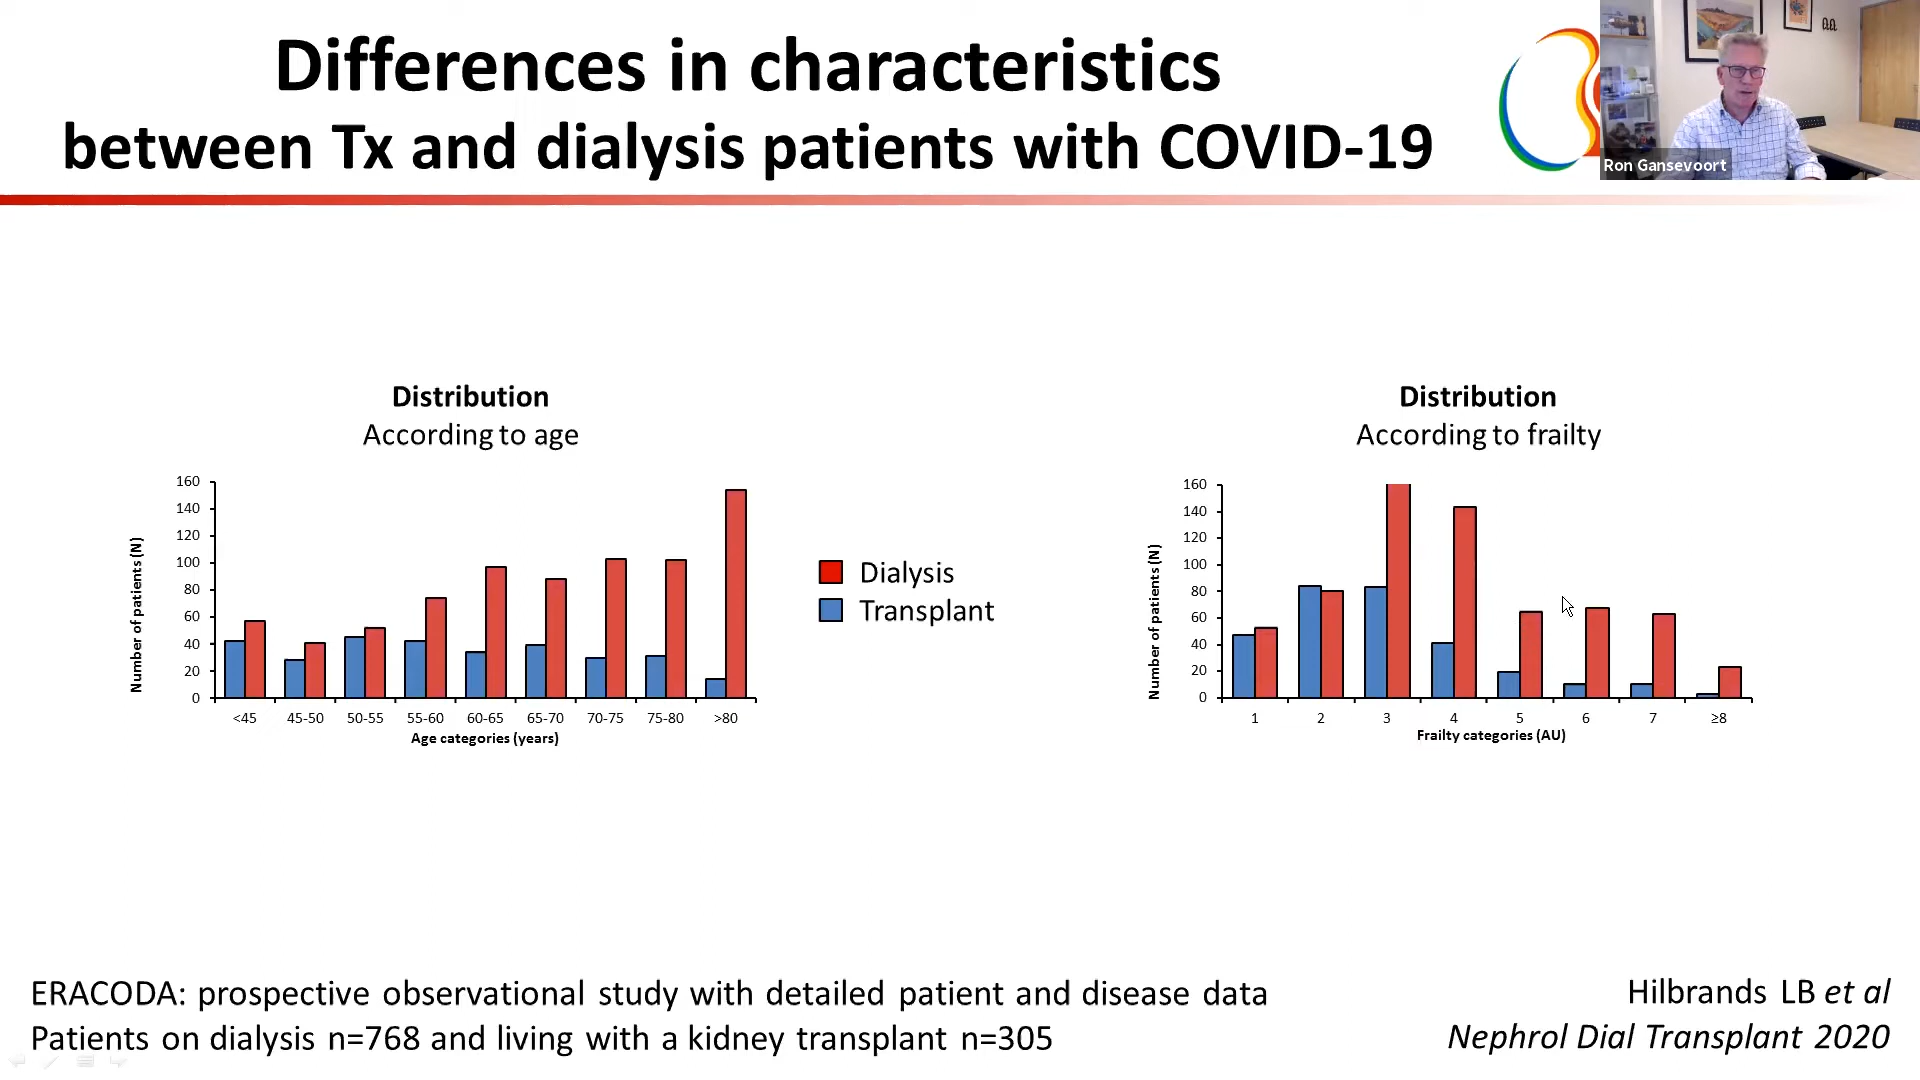 Differences in characteristics
between Tx and dialysis patients with COVID-19
Ron Gansevoort
Distribution
According to age
160
140
120
100
80
60
40
20
0
Number of patients (N)
<45 45-50 50-55 55-60 60-65 65-70 70-75 75-80 >80
Age categories (years)
Dialysis
Transplant
Distribution
According to frailty
160
140
120
100
80
60
40
20
0
Number of patients (N)
1 2 3 4 5 6 7 ≥8
Frailty categories (AU)
ERACODA: prospective observational study with detailed patient and disease data
Patients on dialysis n=768 and living with a kidney transplant n=305
Hilbrands LB et al
Nephrol Dial Transplant 2020